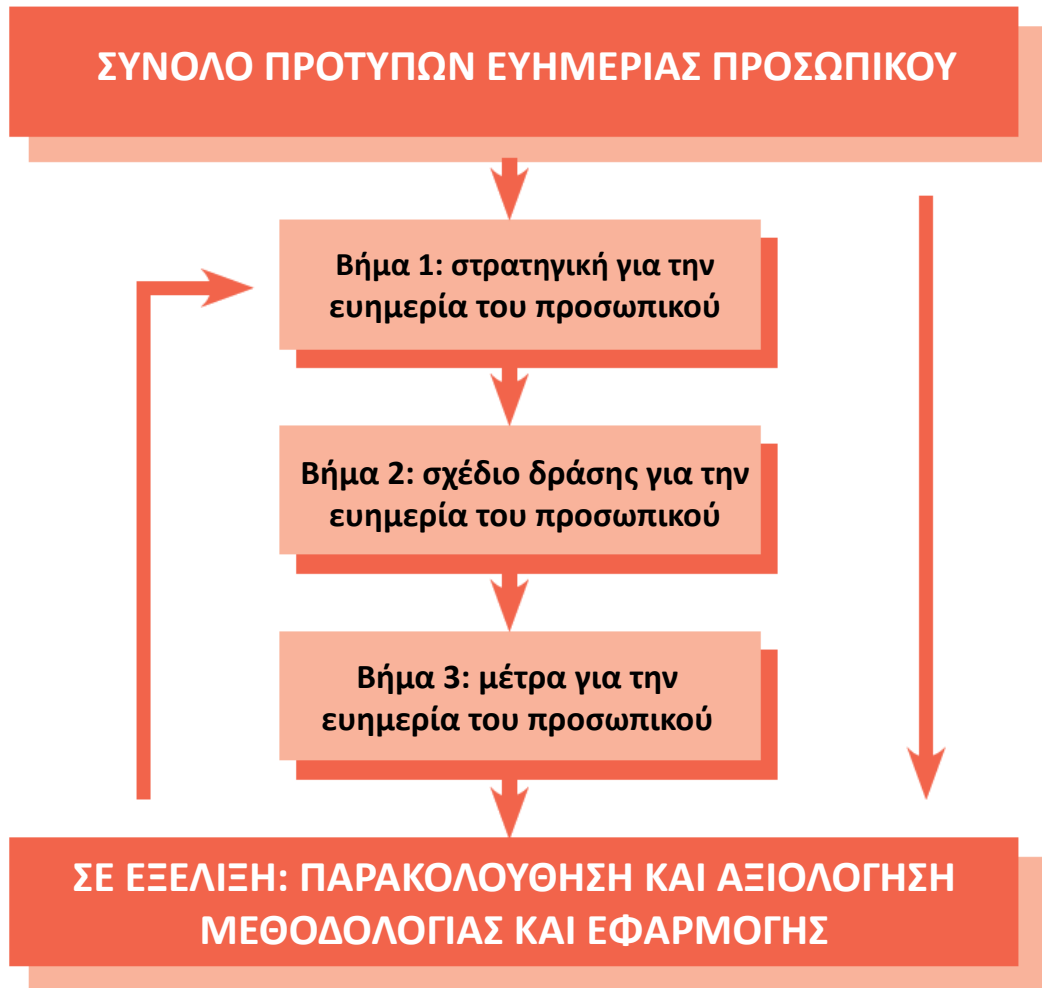 ΣΥΝΟΛΟ ΠΡΟΤΥΠΩΝ ΕΥΗΜΕΡΙΑΣ ΠΡΟΣΩΠΙΚΟΥ
Βήμα 1: στρατηγική για την
ευημερία του προσωπικού
Βήμα 2: σχέδιο δράσης για την
ευημερία του προσωπικού
Βήμα 3: μέτρα για την
ευημερία του προσωπικού
ΣΕ ΕΞΕΛΙΞΗ: ΠΑΡΑΚΟΛΟΥΘΗΣΗ ΚΑΙ ΑΞΙΟΛΟΓΗΣΗ
ΜΕΘΟΔΟΛΟΓΙΑΣ ΚΑΙ ΕΦΑΡΜΟΓΗΣ